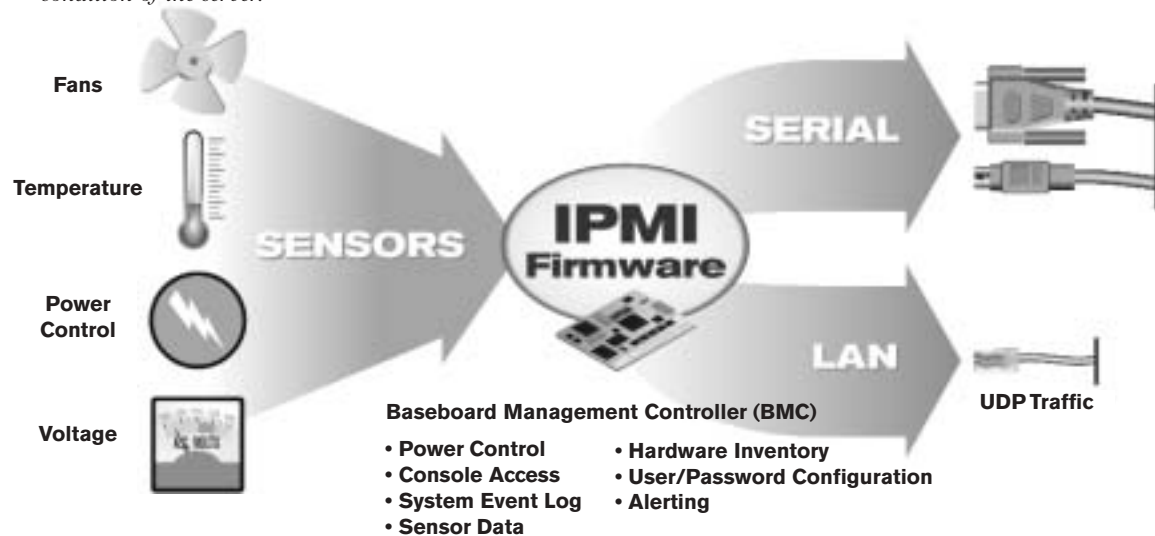 Fans
Temperature
Power
Control
Voltage
SENSORS
IPMI
Firmware
SERIAL
LAN
UDP Traffic
Baseboard Management Controller (BMC)
• Power Control
• Console Access
• System Event Log
• Sensor Data
• Hardware Inventory
• User/Password Configuration
• Alerting